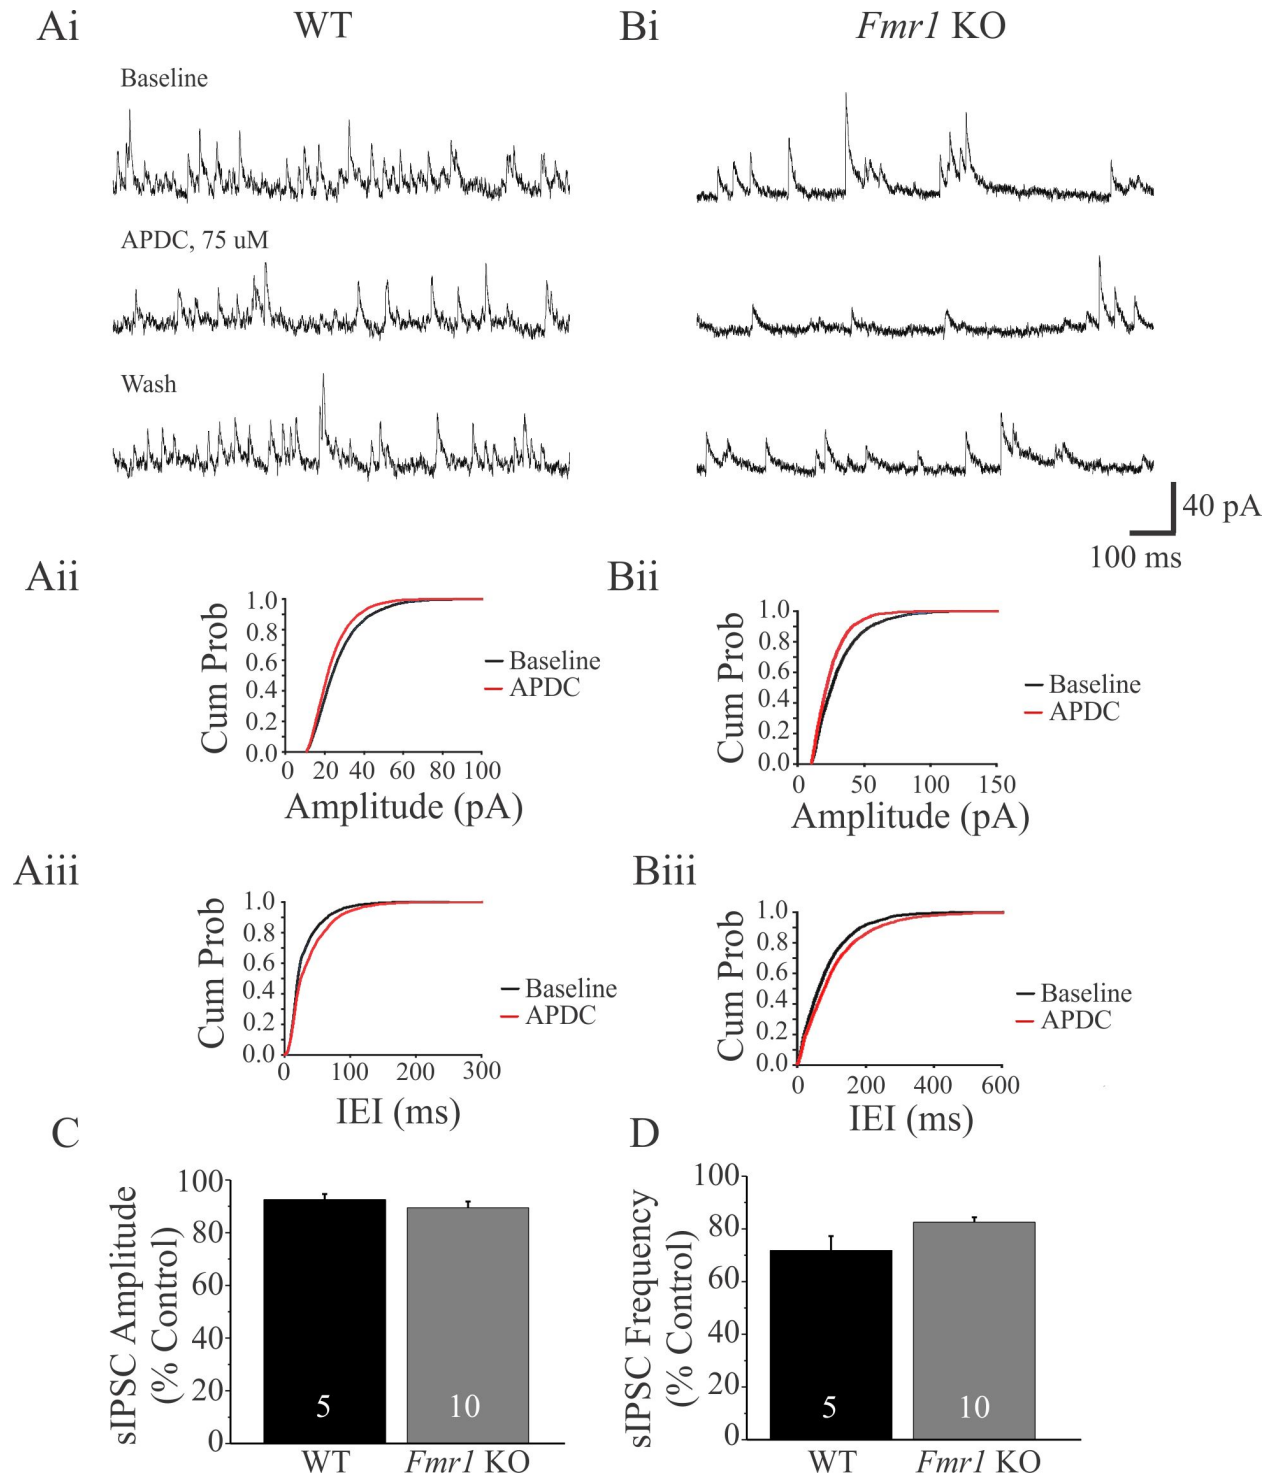 Ai WT Bi Fmr1 KO
Baseline
APDC, 75 uM
Wash
40 pA
100 ms
Aii
Cum Prob
1.0
0.8
0.6
0.4
0.2
0.0
0 20 40 60 80 100
Amplitude (pA)
Baseline
APDC
Bii
Cum Prob
1.0
0.8
0.6
0.4
0.2
0.0
0 50 100 150
Amplitude (pA)
Baseline
APDC
Aiii
Cum Prob
1.0
0.8
0.6
0.4
0.2
0.0
0 100 200 300
IEI (ms)
Baseline
APDC
Biii
Cum Prob
1.0
0.8
0.6
0.4
0.2
0.0
0 200 400 600
IEI (ms)
Baseline
APDC
C
sIPSC Amplitude
(% Control)
100
80
60
40
20
0
5 10
WT Fmr1 KO
D
sIPSC Frequency
(% Control)
100
80
60
40
20
0
5 10
WT Fmr1 KO